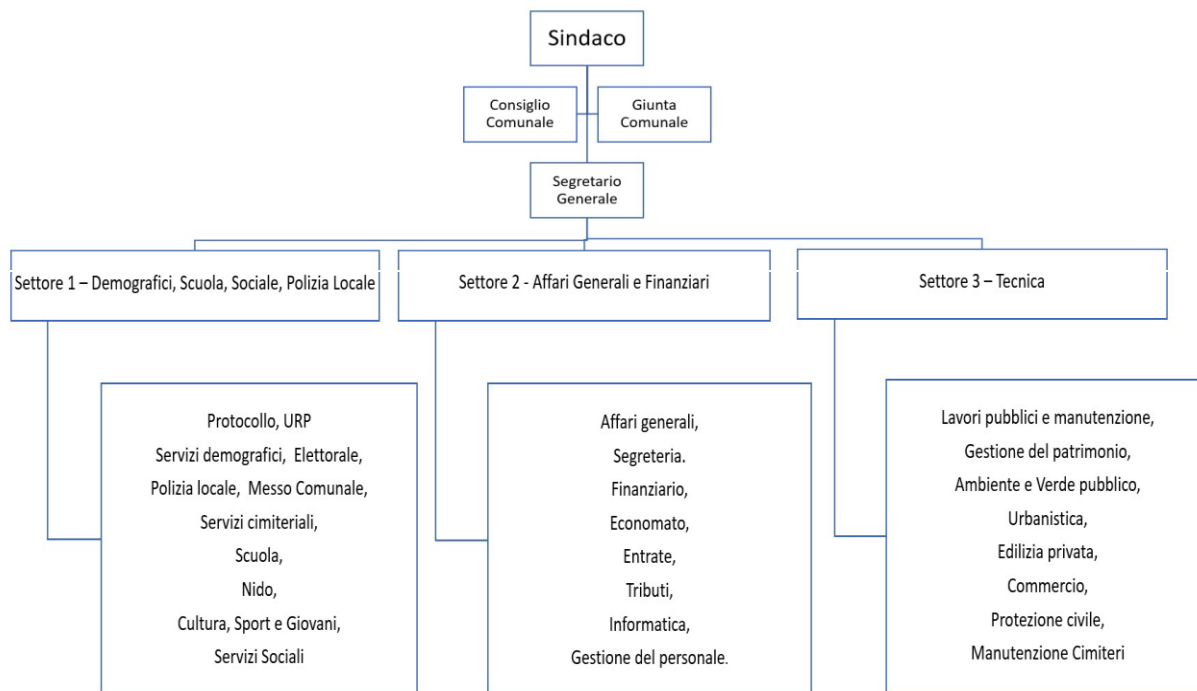 Sindaco
Consiglio
Comunale
Giunta
Comunale
Segretario
Generale
Settore 1 – Demografici, Scuola, Sociale, Polizia Locale
Settore 2 - Affari Generali e Finanziari
Settore 3 – Tecnica
Protocollo, URP
Servizi demografici, Elettorale,
Polizia locale, Messo Comunale,
Servizi cimiteriali,
Scuola,
Nido,
Cultura, Sport e Giovani,
Servizi Sociali
Affari generali,
Segreteria.
Finanziario,
Economato,
Entrate,
Tributi,
Informatica,
Gestione del personale.
Lavori pubblici e manutenzione,
Gestione del patrimonio,
Ambiente e Verde pubblico,
Urbanistica,
Edilizia privata,
Commercio,
Protezione civile,
Manutenzione Cimiteri